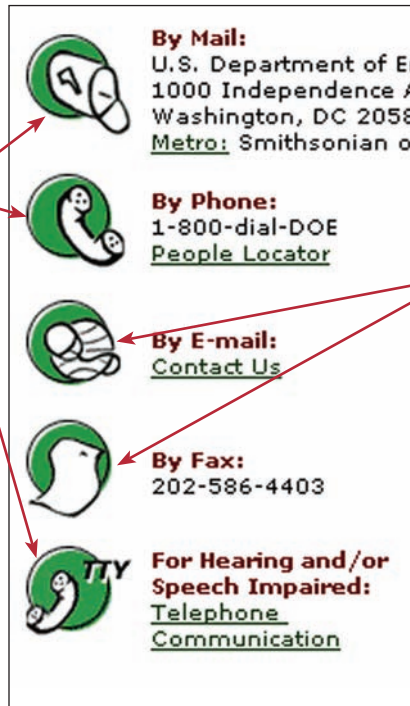 By Mail:
U.S. Department of
1000 Independence
Washington, DC
Metro: Smithsonian
By Phone:
1-800-dial-DOE
People Locator
By E-mail:
Contact Us
By Fax:
202-586-4403
TTY
For Hearing and/or
Speech Impaired:
Telephone
Communication